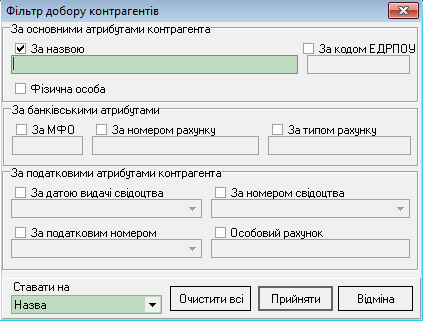 Фільтр добору контрагентів
За основними атрибутами контрагента
За назвою За кодом ЕДРПОУ
Фізична особа
За банківськими атрибутами
За МФО За номером рахунку За типом рахунку
За податковими атрибутами контрагента
За датою видачі свідоцтва За номером свідоцтва
За податковим номером Особовий рахунок
Ставати на
Назва Очистити всі Прийняти Відміна